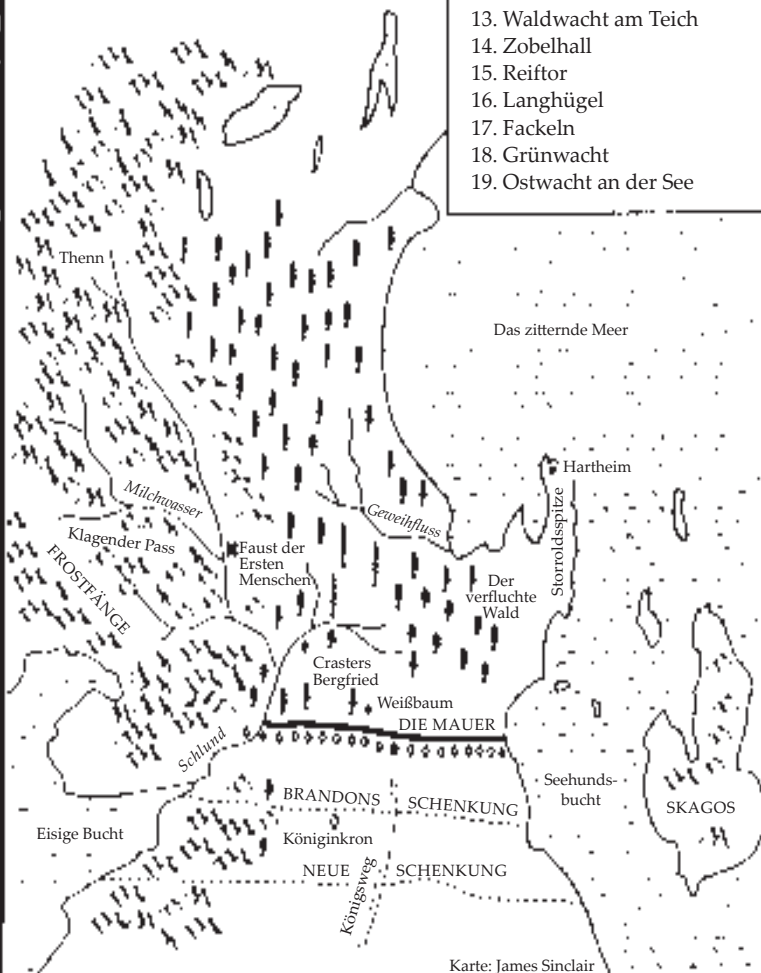 13. Waldwacht am Teich
14. Zobelhall
15. Reiftor
16. Langhügel
17. Fackeln
18. Grünwacht
19. Ostwacht an der See
Thenn
Das zitternde Meer
Hartheim
Milchwasser
Geweihfluss
Storroldsspitze
Klagender Pass
Faust der
Ersten
Menschen
FROSTFÄNGE
Der
verfluchte
Wald
Crasters
Bergfried
Weißbaum
DIE MAUER
Schlund
Seehunds-
bucht
BRANDONS SCHENKUNG
SKAGOS
Eisige Bucht
Königinkron
NEUE SCHENKUNG
Königsweg
Karte: James Sinclair